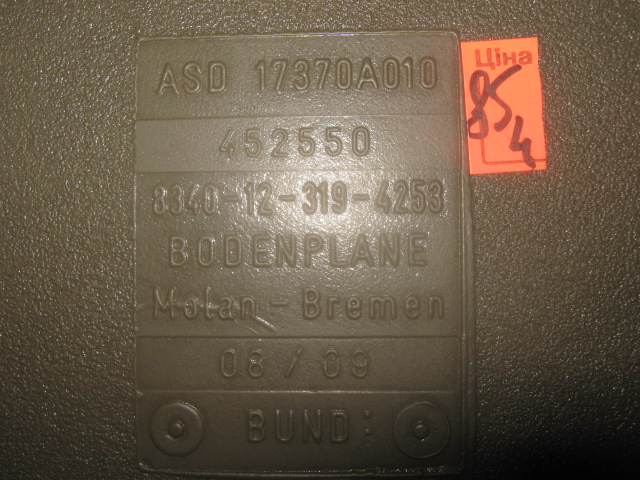 ASD 17370A010
452550
8340-12-319-4253
BODENPLANE
Molan - Bremen
08/09
BUND:
Ціна
85